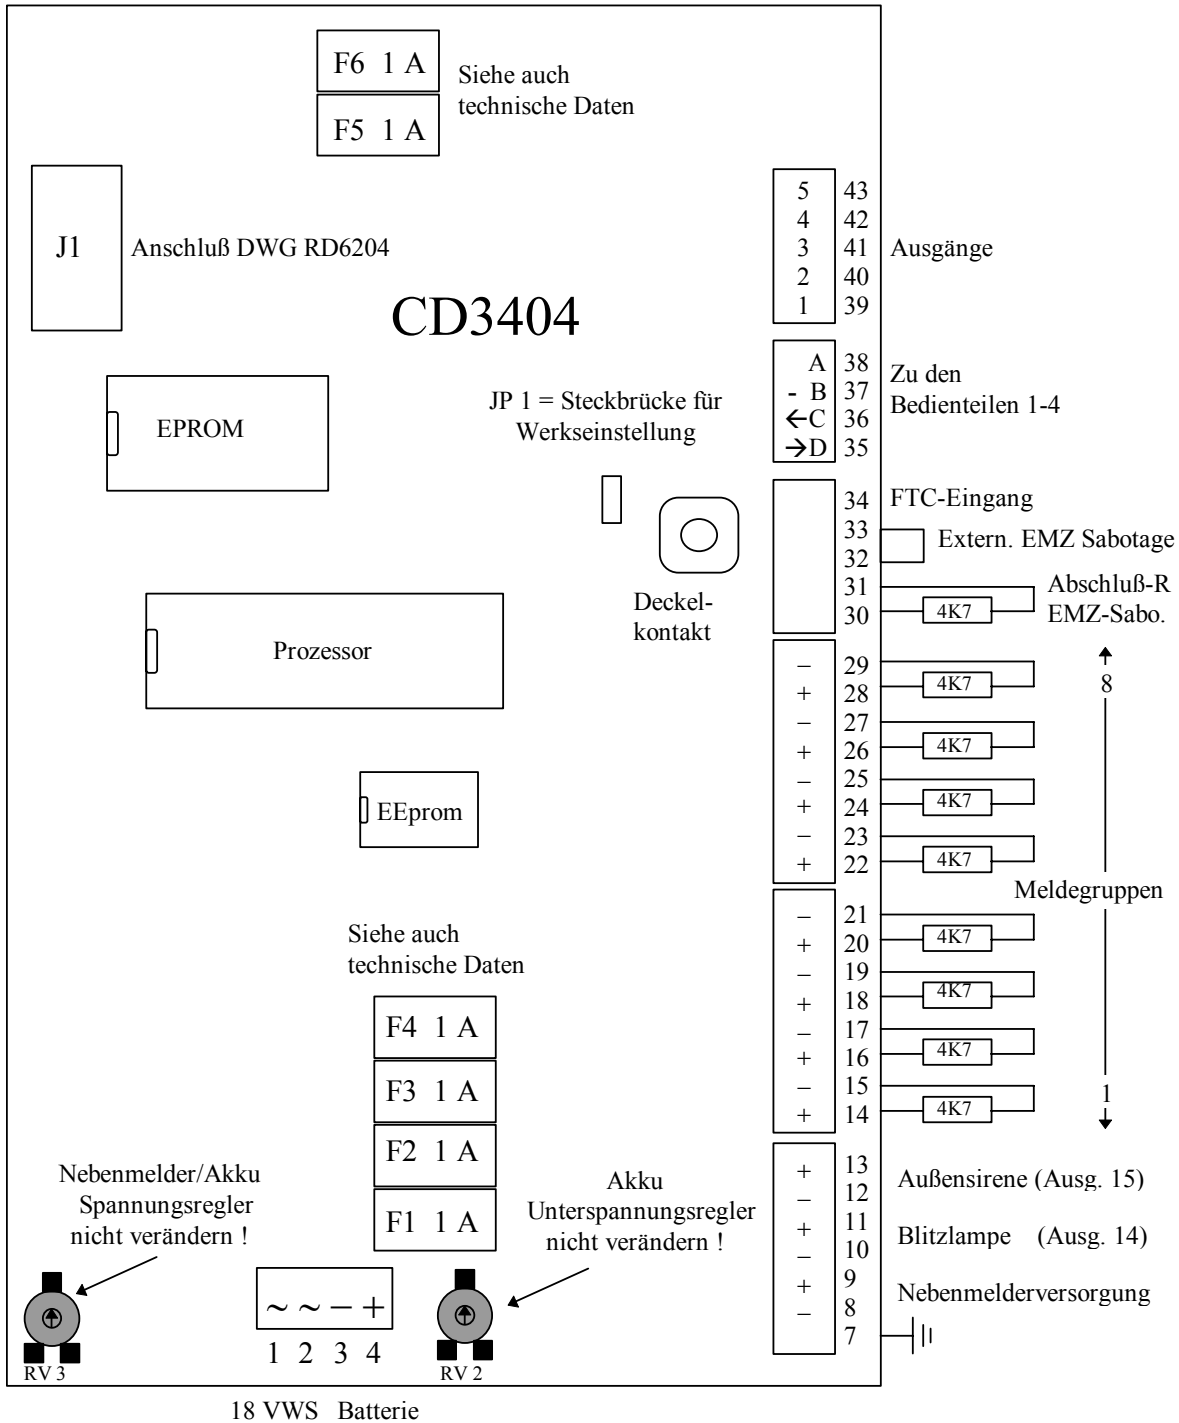 F6 1 A
F5 1 A
Siehe auch
technische Daten
J1
Anschluß DWG RD6204
CD3404
5 43
4 42
3 41
2 40
1 39
Ausgänge
A 38
- B 37
←C 36
→D 35
Zu den
Bedienteilen 1-4
EPROM
JP 1 = Steckbrücke für
Werkseinstellung
34 FTC-Eingang
33
32
Extern. EMZ Sabotage
31
30
4K7
Abschluß-R
EMZ-Sabo.
Deckel-
kontakt
Prozessor
– 29
+ 28
4K7
8
– 27
+ 26
4K7
– 25
+ 24
4K7
– 23
+ 22
4K7
EEprom
Meldegruppen
– 21
+ 20
4K7
– 19
+ 18
4K7
– 17
+ 16
4K7
– 15
+ 14
4K7
1
Siehe auch
technische Daten
F4 1 A
F3 1 A
F2 1 A
F1 1 A
+ 13
– 12
Außensirene (Ausg. 15)
+ 11
– 10
Blitzlampe (Ausg. 14)
+ 9
– 8
Nebenmelderversorgung
7
Nebenmelder/Akku
Spannungsregler
nicht verändern !
Akku
Unterspannungsregler
nicht verändern !
~ ~ – +
1 2 3 4
RV 3
RV 2
18 VWS Batterie